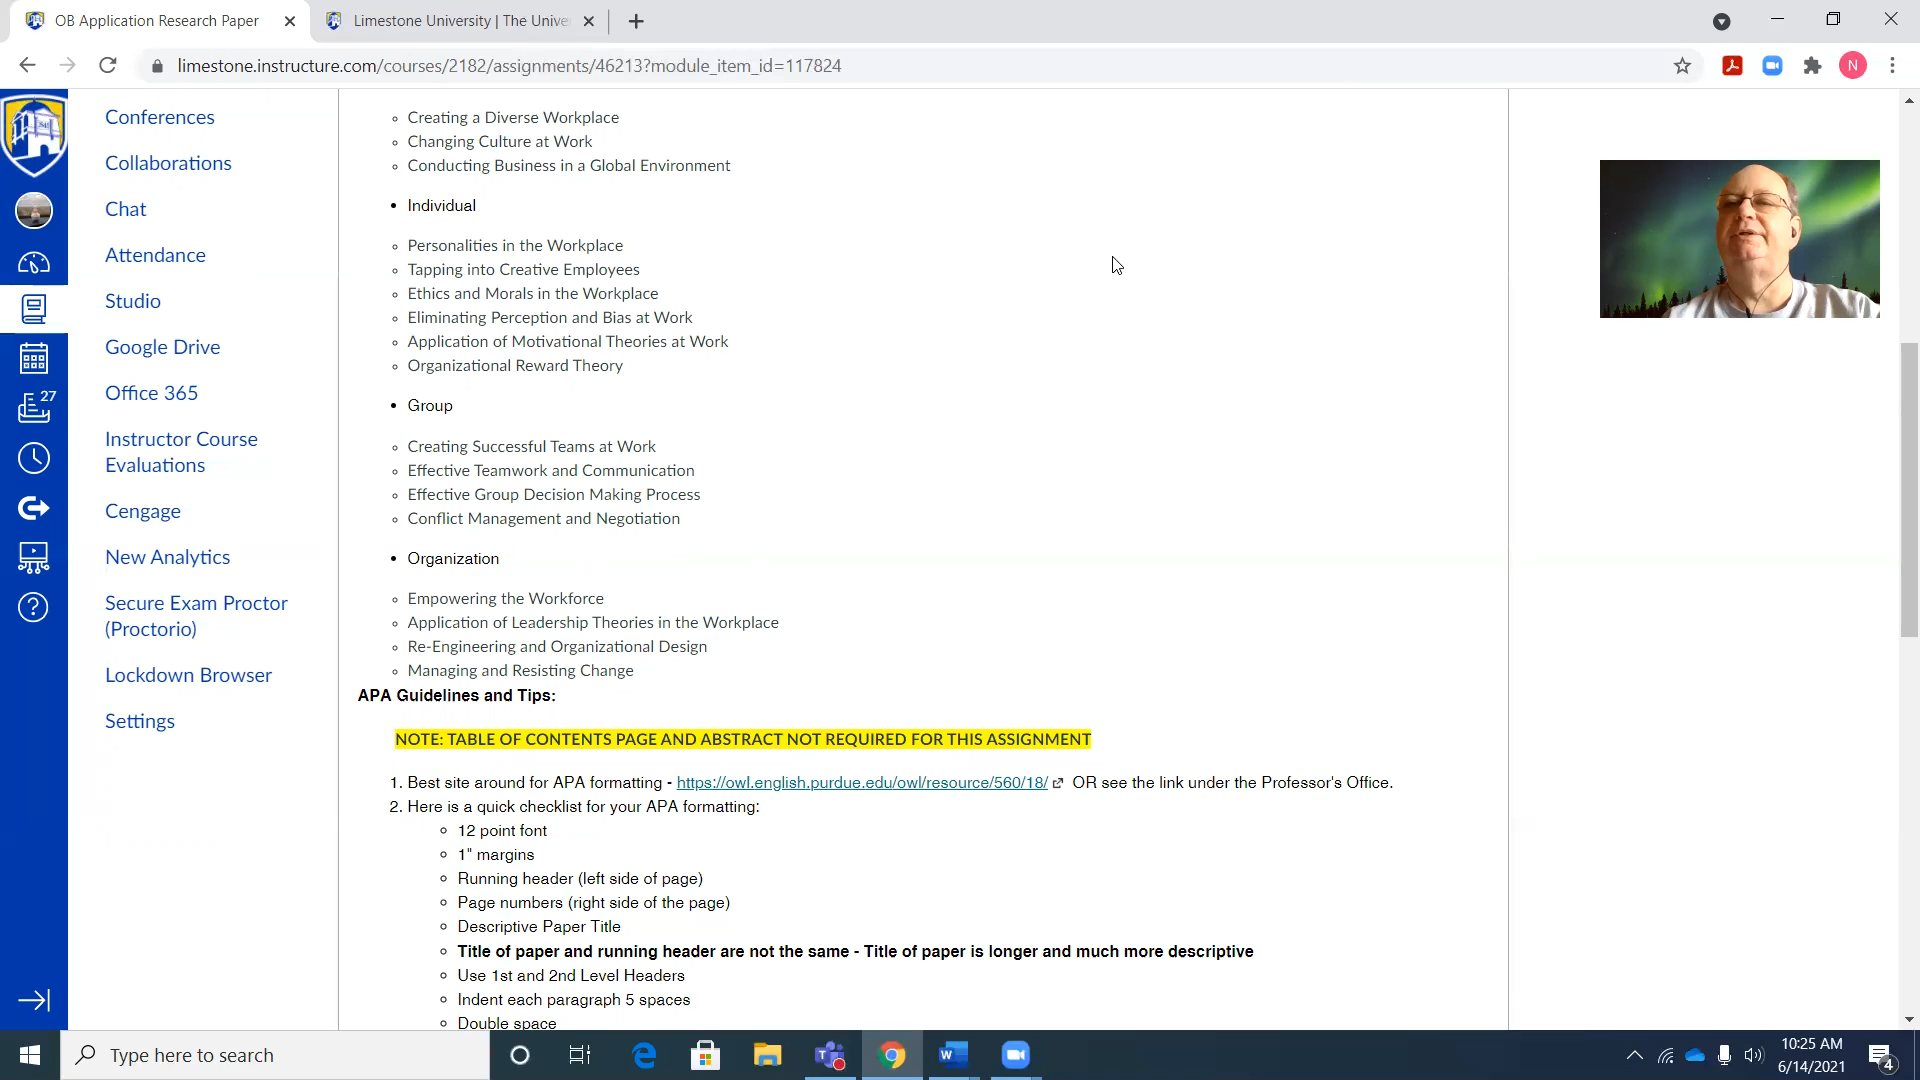 OB Application Research Paper
Limestone University | The Unive
limestone.instructure.com/courses/2182/assignments/46213?module_item_id=117824
N
Conferences
Collaborations
Chat
Attendance
Studio
Google Drive
Office 365
27
Instructor Course
Evaluations
Cengage
New Analytics
Secure Exam Proctor
(Proctorio)
Lockdown Browser
Settings
◦ Creating a Diverse Workplace
◦ Changing Culture at Work
◦ Conducting Business in a Global Environment
• Individual
◦ Personalities in the Workplace
◦ Tapping into Creative Employees
◦ Ethics and Morals in the Workplace
◦ Eliminating Perception and Bias at Work
◦ Application of Motivational Theories at Work
◦ Organizational Reward Theory
• Group
◦ Creating Successful Teams at Work
◦ Effective Teamwork and Communication
◦ Effective Group Decision Making Process
◦ Conflict Management and Negotiation
• Organization
◦ Empowering the Workforce
◦ Application of Leadership Theories in the Workplace
◦ Re-Engineering and Organizational Design
◦ Managing and Resisting Change
APA Guidelines and Tips:
NOTE: TABLE OF CONTENTS PAGE AND ABSTRACT NOT REQUIRED FOR THIS ASSIGNMENT
1. Best site around for APA formatting - https://owl.english.purdue.edu/owl/resource/560/18/ OR see the link under the Professor's Office.
2. Here is a quick checklist for your APA formatting:
◦ 12 point font
◦ 1" margins
◦ Running header (left side of page)
◦ Page numbers (right side of the page)
◦ Descriptive Paper Title
◦ Title of paper and running header are not the same - Title of paper is longer and much more descriptive
◦ Use 1st and 2nd Level Headers
◦ Indent each paragraph 5 spaces
◦ Double space
Type here to search
10:25 AM
6/14/2021
4